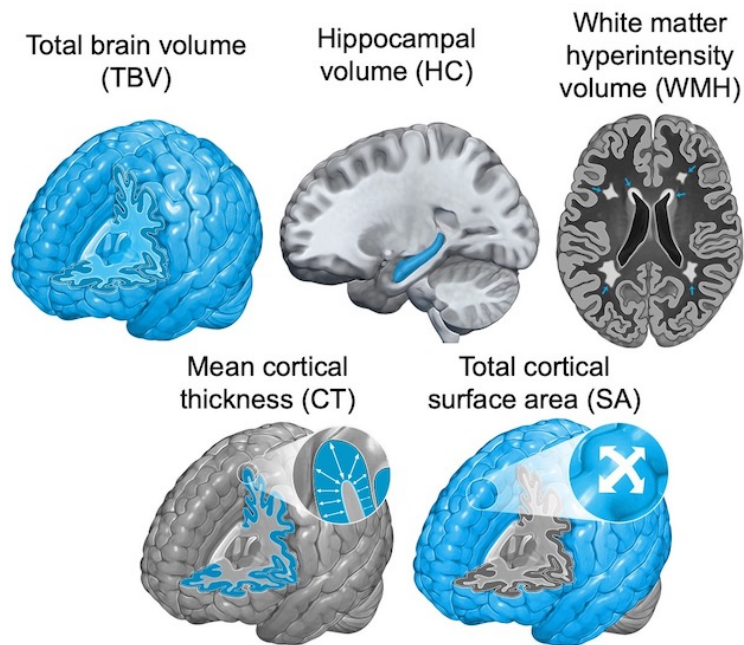 Total brain volume
(TBV)
Hippocampal
volume (HC)
White matter
hyperintensity
volume (WMH)
Mean cortical
thickness (CT)
Total cortical
surface area (SA)